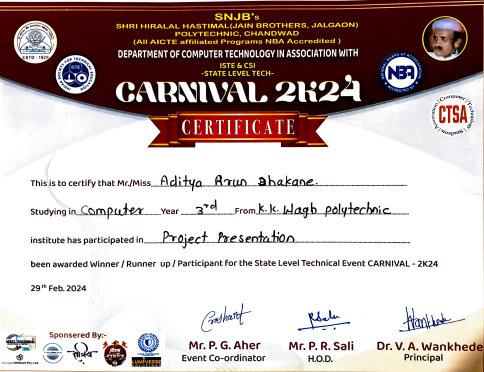 SNJB's
SHRI HIRALAL HASTIMAL(JAIN BROTHERS, JALGAON)
POLYTECHNIC, CHANDWAD
(All AICTE affiliated Programs NBA Accredited )
DEPARTMENT OF COMPUTER TECHNOLOGY IN ASSOCIATION WITH
ISTE & CSI
-STATE LEVEL TECH-
CARNIVAL 2K24
CERTIFICATE
ESTD - 1928
ISTE
NBA
CTSA
This is to certify that Mr/Miss Aditya Arun Dhakane.
Studying in Computer Year 3rd From K.K. Wagh polytechnic
institute has participated in Project Presentation
been awarded Winner / Runner up / Participant for the State Level Technical Event CARNIVAL - 2K24
29th Feb. 2024
Sponsered By:-
Mr. P. G. Aher Mr. P. R. Sali Dr. V. A. Wankhede
Event Co-ordinator H.O.D. Principal